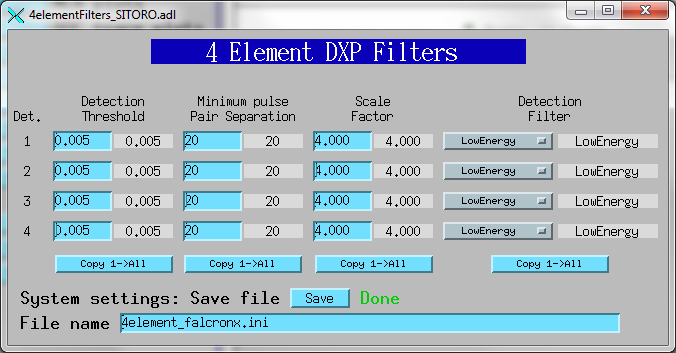 4elementFilters_SITORO.adl
4 Element DXP Filters
Det. Detection Threshold Minimum pulse Pair Separation Scale Factor Detection Filter
1 0.005 0.005 20 20 4.000 4.000 LowEnergy LowEnergy
2 0.005 0.005 20 20 4.000 4.000 LowEnergy LowEnergy
3 0.005 0.005 20 20 4.000 4.000 LowEnergy LowEnergy
4 0.005 0.005 20 20 4.000 4.000 LowEnergy LowEnergy
Copy 1->All Copy 1->All Copy 1->All Copy 1->All
System settings: Save file Save Done
File name 4element_falcronx.ini